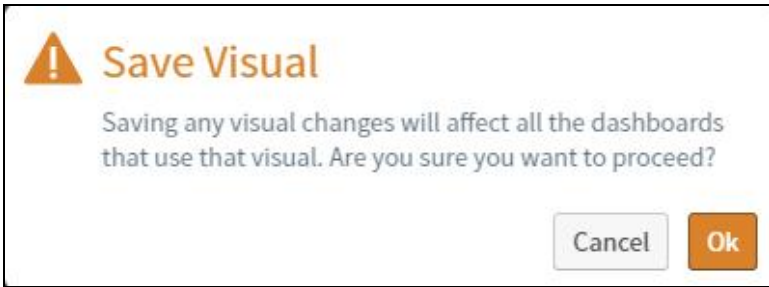 Save Visual
Saving any visual changes will affect all the dashboards
that use that visual. Are you sure you want to proceed?
Cancel
Ok